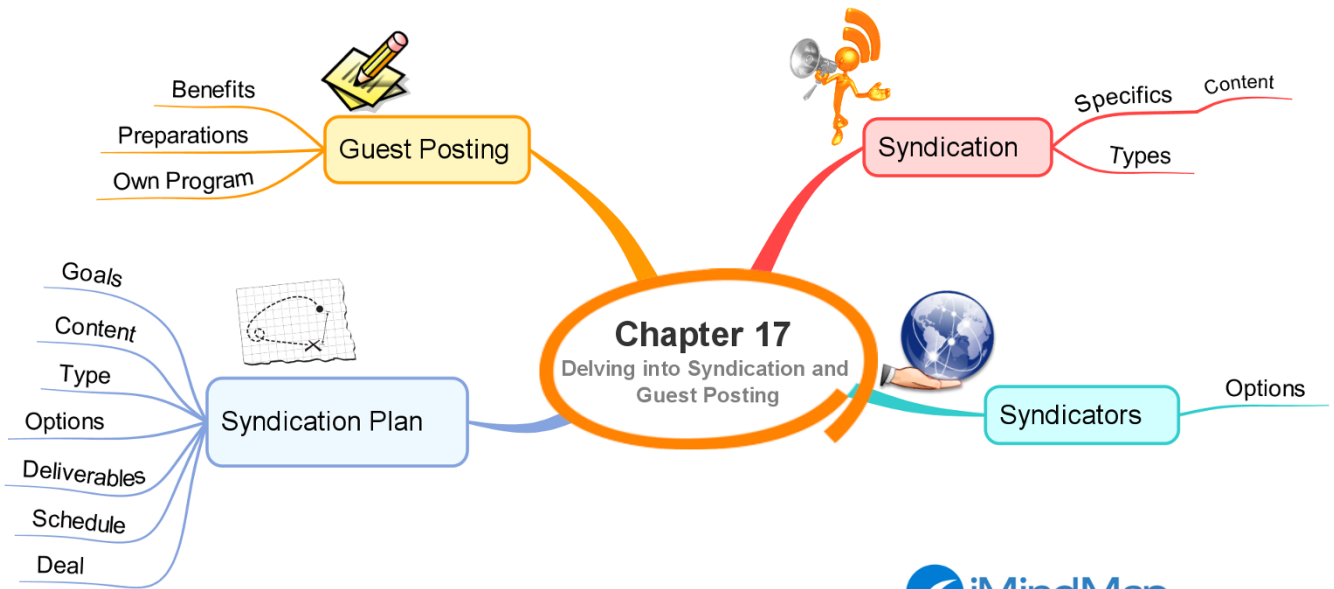 Benefits
Preparations
Own Program
Guest Posting
Specifics
Content
Types
Syndication
Chapter 17
Delving into Syndication and
Guest Posting
Goals
Content
Type
Options
Deliverables
Schedule
Deal
Syndication Plan
Syndicators
Options
iMindMap